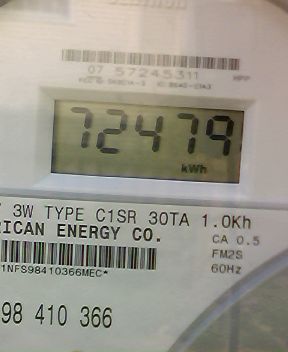 07 57245311
72479
kWh
3W TYPE C1SR 30TA 1.0Kh
RICAN ENERGY CO.
CA 0.5
FM2S
60Hz
1NFS98410366MEC*
98 410 366